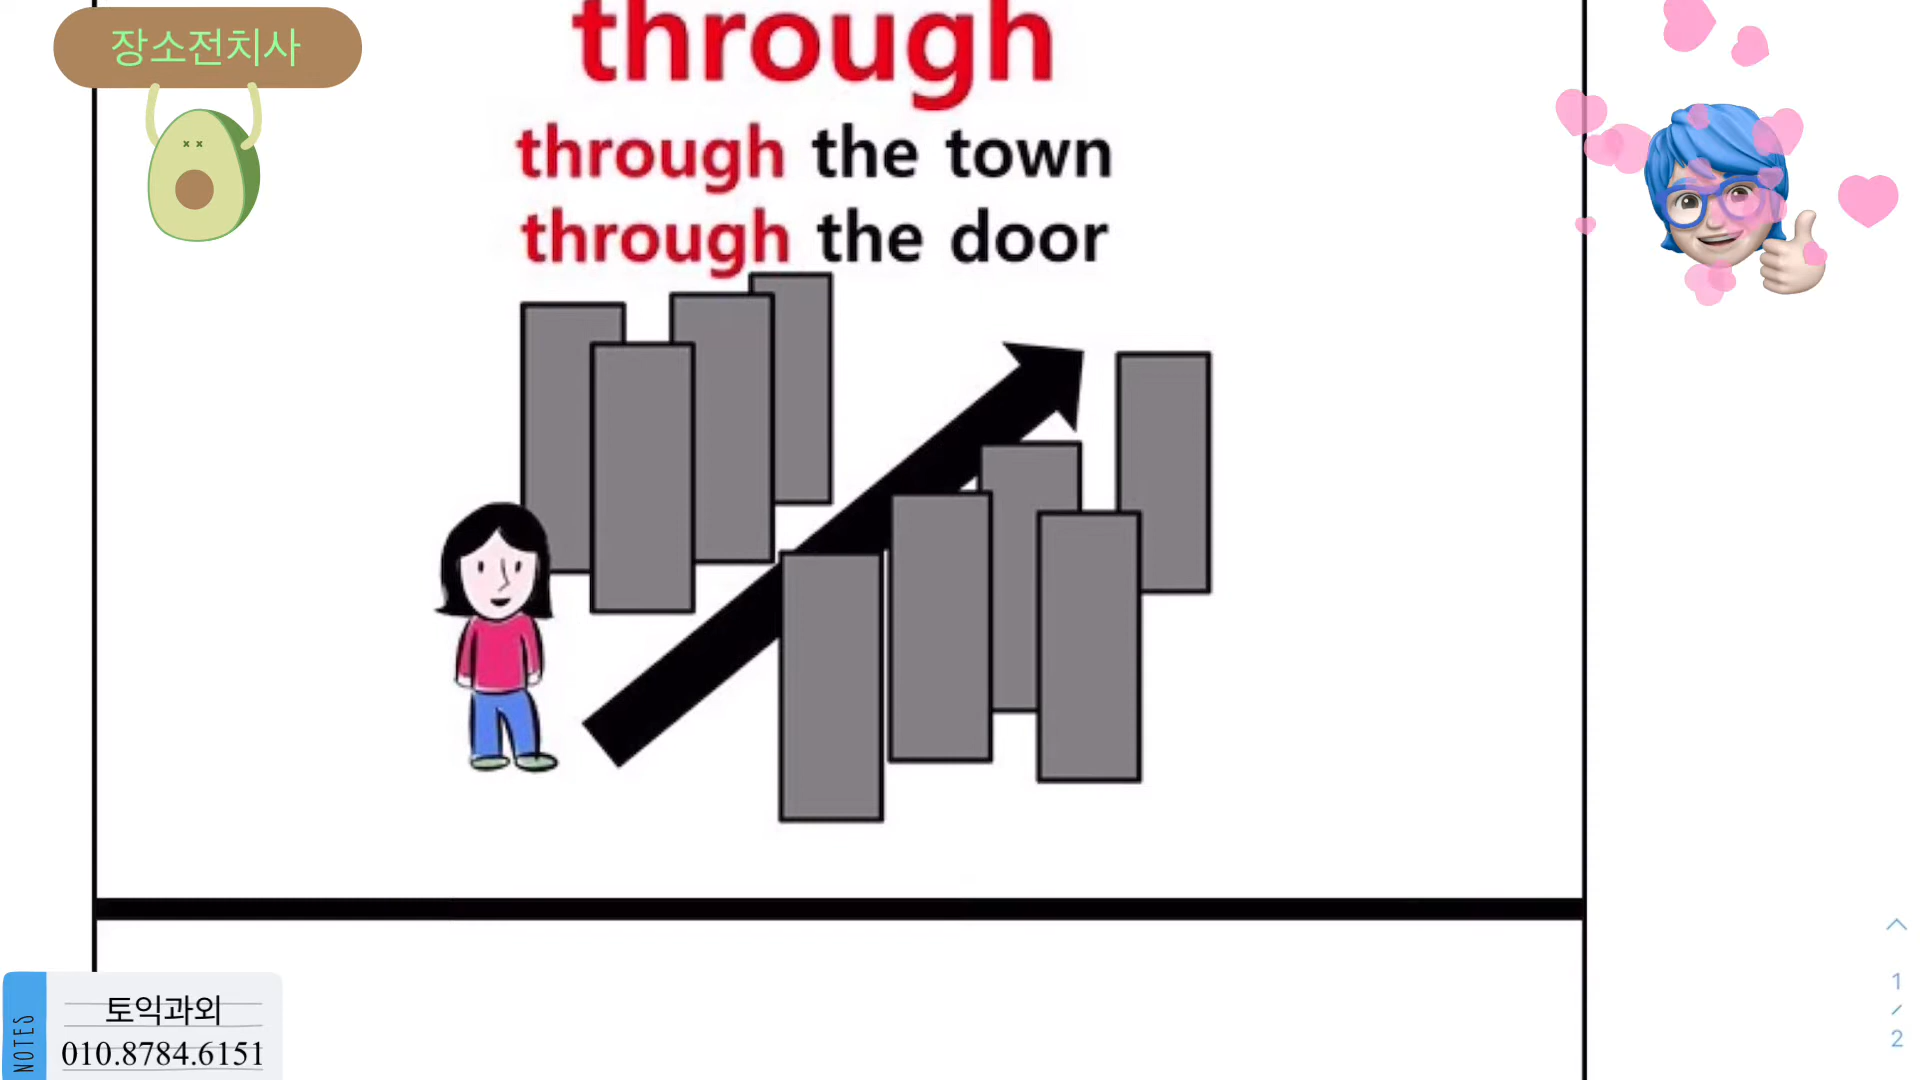 장소전치사
through
through the town
through the door
NOTES
토익과외
010.8784.6151
1
/
2